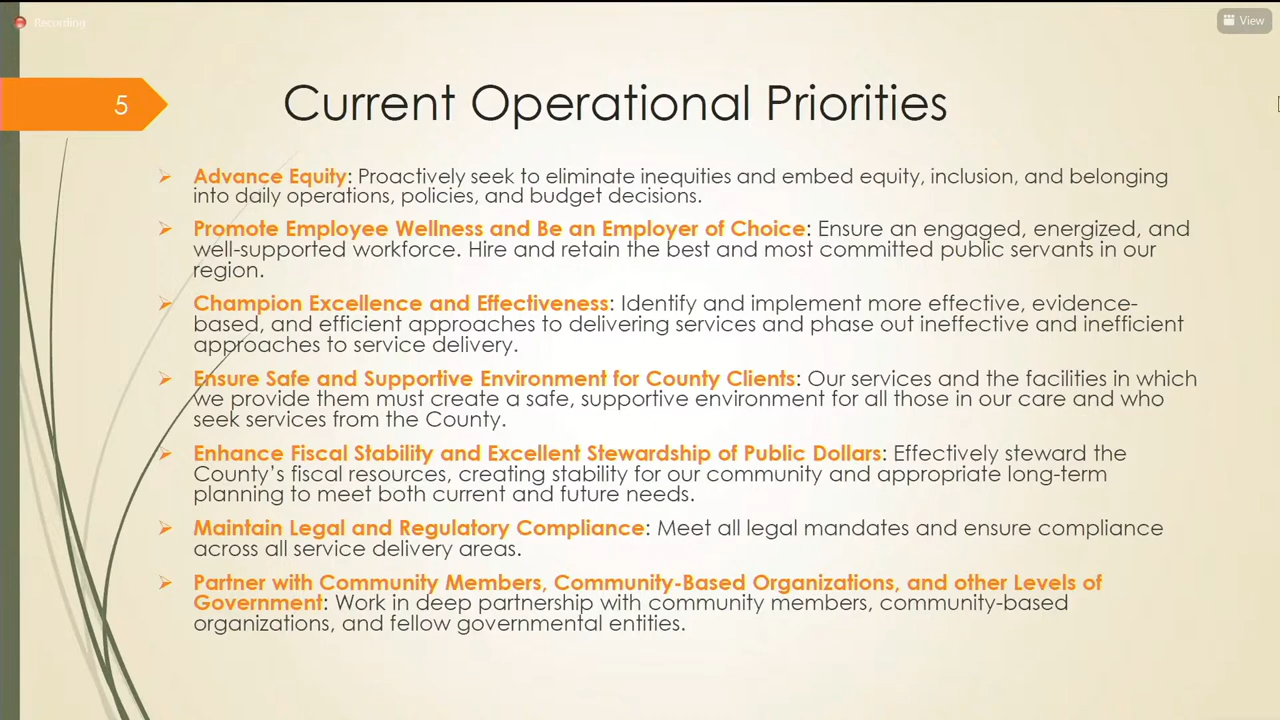 Recording
View
5
Current Operational Priorities
Advance Equity: Proactively seek to eliminate inequities and embed equity, inclusion, and belonging
into daily operations, policies, and budget decisions.
Promote Employee Wellness and Be an Employer of Choice: Ensure an engaged, energized, and
well-supported workforce. Hire and retain the best and most committed public servants in our
region.
Champion Excellence and Effectiveness: Identify and implement more effective, evidence-
based, and efficient approaches to delivering services and phase out ineffective and inefficient
approaches to service delivery.
Ensure Safe and Supportive Environment for County Clients: Our services and the facilities in which
we provide them must create a safe, supportive environment for all those in our care and who
seek services from the County.
Enhance Fiscal Stability and Excellent Stewardship of Public Dollars: Effectively steward the
County’s fiscal resources, creating stability for our community and appropriate long-term
planning to meet both current and future needs.
Maintain Legal and Regulatory Compliance: Meet all legal mandates and ensure compliance
across all service delivery areas.
Partner with Community Members, Community-Based Organizations, and other Levels of
Government: Work in deep partnership with community members, community-based
organizations, and fellow governmental entities.